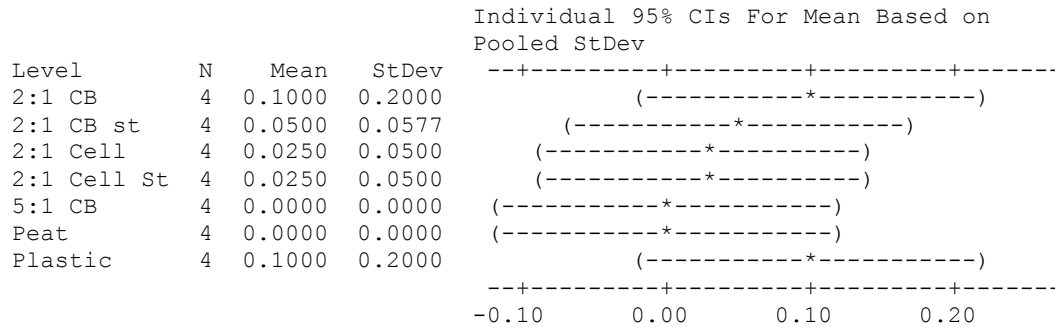 Individual 95% CIs For Mean Based on
                                 Pooled StDev
Level        N    Mean   StDev    --+---------+---------+---------+-------
2:1 CB       4  0.1000  0.2000              (-----------*-----------)
2:1 CB st    4  0.0500  0.0577         (-----------*-----------)
2:1 Cell     4  0.0250  0.0500       (-----------*----------)
2:1 Cell St  4  0.0250  0.0500       (-----------*----------)
5:1 CB       4  0.0000  0.0000    (-----------*-----------)
Peat         4  0.0000  0.0000    (-----------*-----------)
Plastic      4  0.1000  0.2000              (-----------*-----------)
                                  --+---------+---------+---------+-------
                                 -0.10      0.00      0.10      0.20